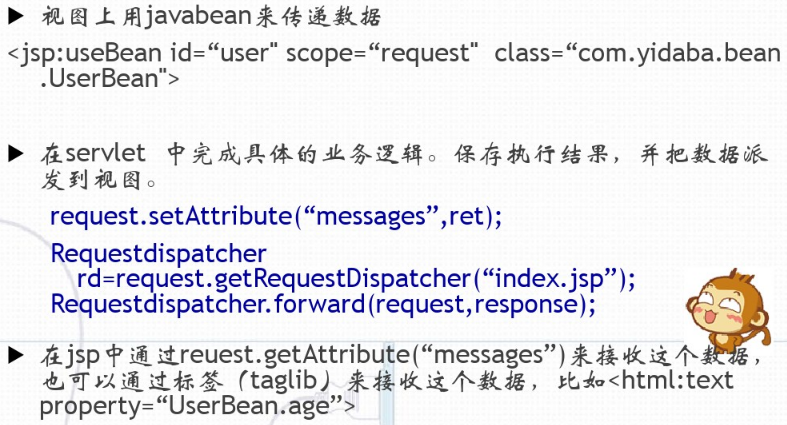 ► 视图上用javabean来传递数据
<jsp:useBean id=“user" scope=“request"  class=“com.yidaba.bean
.UserBean">
► 在servlet 中完成具体的业务逻辑。保存执行结果，并把数据派
发到视图。
request.setAttribute(“messages”,ret);
Requestdispatcher
rd=request.getRequestDispatcher(“index.jsp”);
Requestdispatcher.forward(request,response);
► 在jsp中通过reuest.getAttribute(“messages”)来接收这个数据，
也可以通过标签（taglib）来接收这个数据，比如<html:text
property=“UserBean.age”>